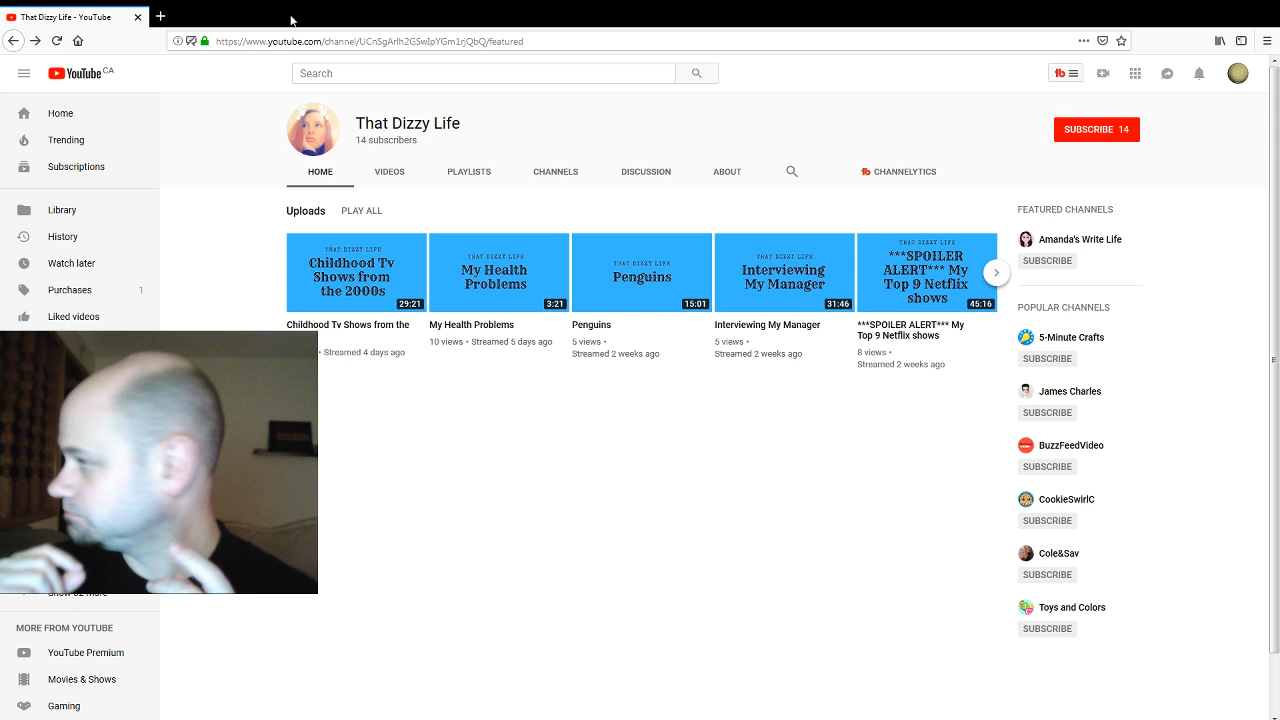 That Dizzy Life - YouTube
https://www.youtube.com/channel/UCnSgArlh2GSwIpYGm1rjQbQ/featured
YouTube CA
Search
Home
Trending
Subscriptions
Library
History
Watch later
Purchases 1
Liked videos
MORE FROM YOUTUBE
YouTube Premium
Movies & Shows
Gaming
That Dizzy Life
14 subscribers
SUBSCRIBE 14
HOME VIDEOS PLAYLISTS CHANNELS DISCUSSION ABOUT CHANNELYTICS
Uploads PLAY ALL
THAT DIZZY LIFE
Childhood Tv
Shows from
the 2000s
29:21
Childhood Tv Shows from the
• Streamed 4 days ago
THAT DIZZY LIFE
My Health
Problems
3:21
My Health Problems
10 views • Streamed 5 days ago
THAT DIZZY LIFE
Penguins
15:01
Penguins
5 views •
Streamed 2 weeks ago
THAT DIZZY LIFE
Interviewing
My Manager
31:46
Interviewing My Manager
5 views •
Streamed 2 weeks ago
THAT DIZZY LIFE
***SPOILER
ALERT*** My
Top 9 Netflix
shows
45:16
***SPOILER ALERT*** My
Top 9 Netflix shows
8 views •
Streamed 2 weeks ago
FEATURED CHANNELS
Amanda's Write Life
SUBSCRIBE
POPULAR CHANNELS
5-Minute Crafts
SUBSCRIBE
James Charles
SUBSCRIBE
BuzzFeedVideo
SUBSCRIBE
CookieSwirlC
SUBSCRIBE
Cole&Sav
SUBSCRIBE
Toys and Colors
SUBSCRIBE